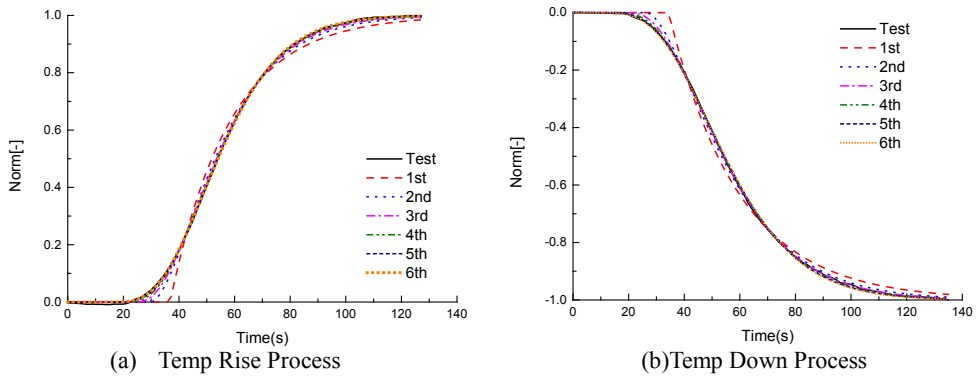 1.0
0.8
0.6
0.4
0.2
0.0
Norm[-]
0 20 40 60 80 100 120 140
Time(s)
Test
1st
2nd
3rd
4th
5th
6th
(a) Temp Rise Process
0.0
-0.2
-0.4
-0.6
-0.8
-1.0
Norm[-]
0 20 40 60 80 100 120 140
Time(s)
Test
1st
2nd
3rd
4th
5th
6th
(b)Temp Down Process